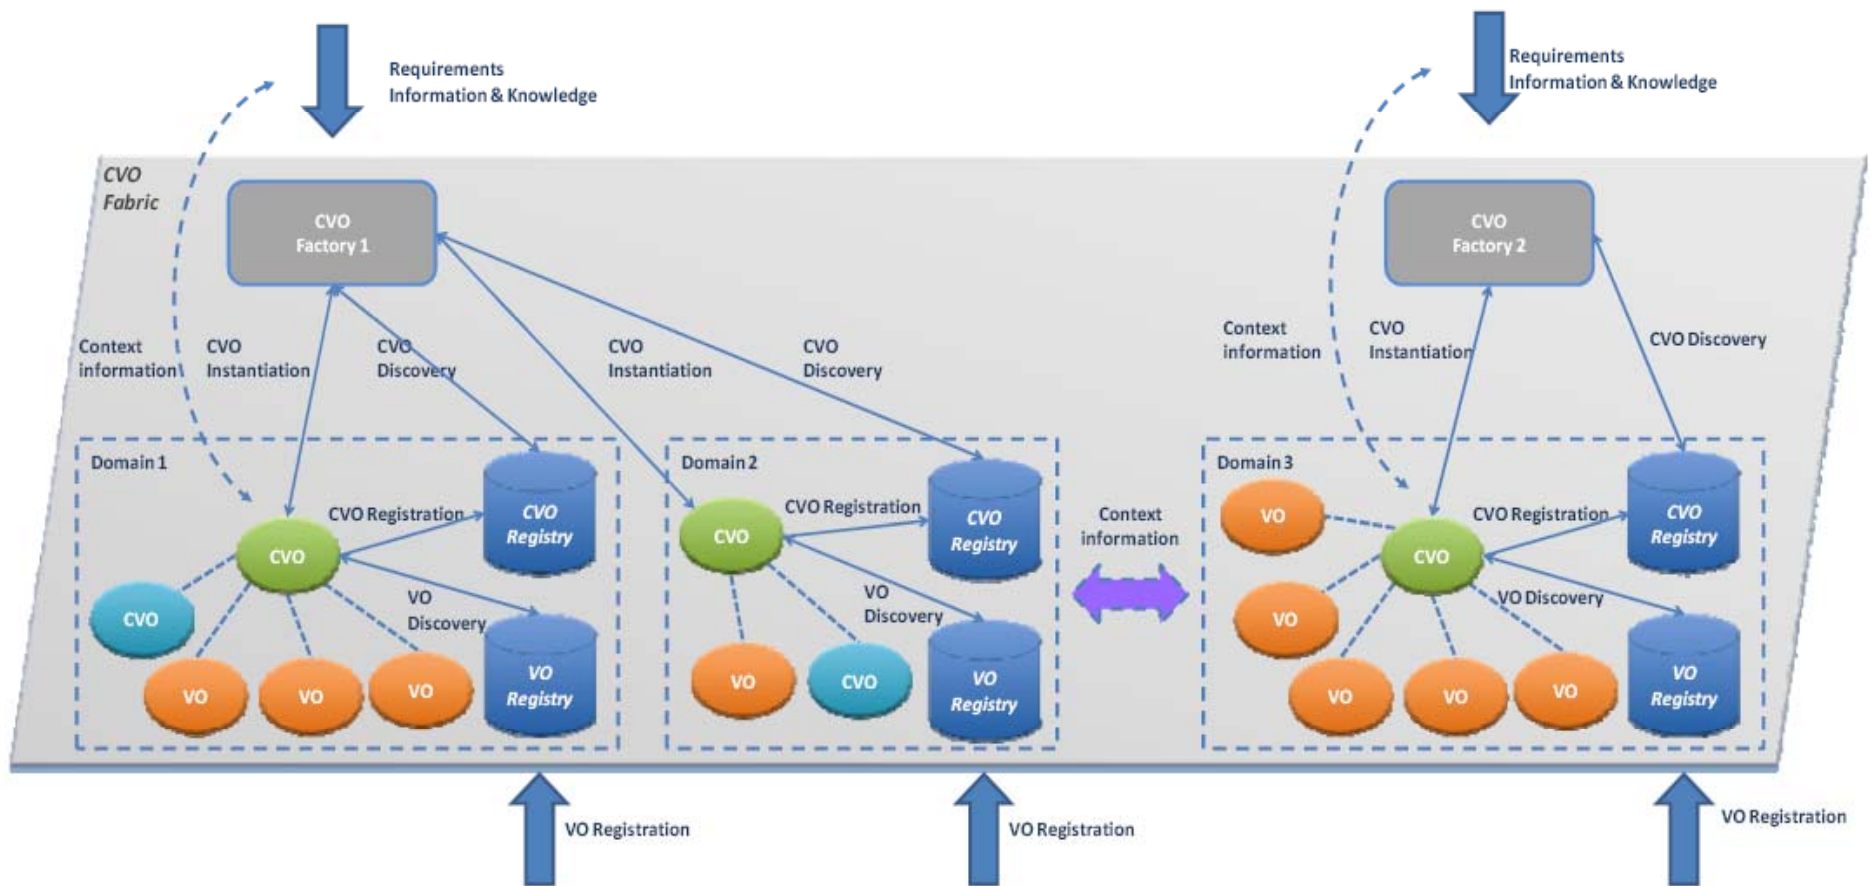 Requirements
Information & Knowledge
Requirements
Information & Knowledge
CVO
Fabric
CVO
Factory 1
CVO
Factory 2
Context
information
CVO
Instantiation
CVO
Discovery
CVO
Instantiation
CVO
Discovery
Context
information
CVO
Instantiation
CVO Discovery
Domain 1
CVO Registration
CVO
Registry
CVO
CVO
VO
Discovery
VO
VO
VO
VO
Registry
Domain 2
CVO Registration
CVO
Registry
CVO
VO
Discovery
VO
CVO
VO
Registry
Context
information
Domain 3
VO
CVO Registration
CVO
Registry
CVO
VO Discovery
VO
VO
VO
VO
VO
Registry
VO Registration
VO Registration
VO Registration